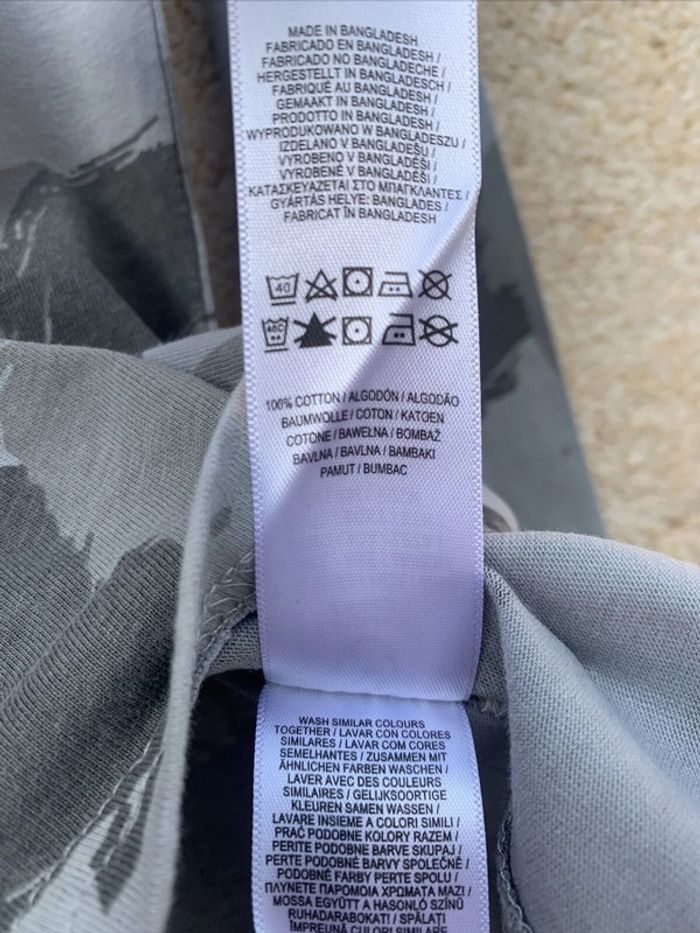 MADE IN BANGLADESH
FABRICADO EN BANGLADESH /
FABRICADO NO BANGLADECHE /
HERGESTELLT IN BANGLADESCH /
FABRIQUÉ AU BANGLADESH /
GEMAAKT IN BANGLADESH /
PRODOTTO IN BANGLADESH /
WYPRODUKOWANO W BANGLADESZU /
IZDELANO V BANGLADEŠU /
VYROBENO V BANGLADÉŠI /
VYROBENÉ V BANGLADÉŠI /
ΚΑΤΑΣΚΕΥΑΖΕΤΑΙ ΣΤΟ ΜΠΑΓΚΛΑΝΤΕΣ /
GYÁRTÁS HELYE: BANGLADES /
FABRICAT ÎN BANGLADESH
40
40C
100% COTTON / ALGODÓN / ALGODÃO
BAUMWOLLE / COTON / KATOEN
COTONE / BAWEŁNA / BOMBAŽ
BAVLNA / BAVLNA / ΒΑΜΒΑΚΙ
PAMUT / BUMBAC
WASH SIMILAR COLOURS
TOGETHER / LAVAR CON COLORES
SIMILARES / LAVAR COM CORES
SEMELHANTES / ZUSAMMEN MIT
ÄHNLICHEN FARBEN WASCHEN /
LAVER AVEC DES COULEURS
SIMILAIRES / GELIJKSOORTIGE
KLEUREN SAMEN WASSEN /
LAVARE INSIEME A COLORI SIMILI /
PRAĆ PODOBNE KOLORY RAZEM /
PERITE PODOBNE BARVE SKUPAJ /
PERTE PODOBNÉ BARVY SPOLEČNĚ /
PODOBNÉ FARBY PERTE SPOLU /
ΠΛΥΝΕΤΕ ΠΑΡΟΜΟΙΑ ΧΡΩΜΑΤΑ ΜΑΖΙ /
MOSSA EGYÜTT A HASONLÓ SZÍNŰ
RUHADARABOKAT! / SPĂLAȚI
ÎMPREUNĂ CULORI SIMILARE